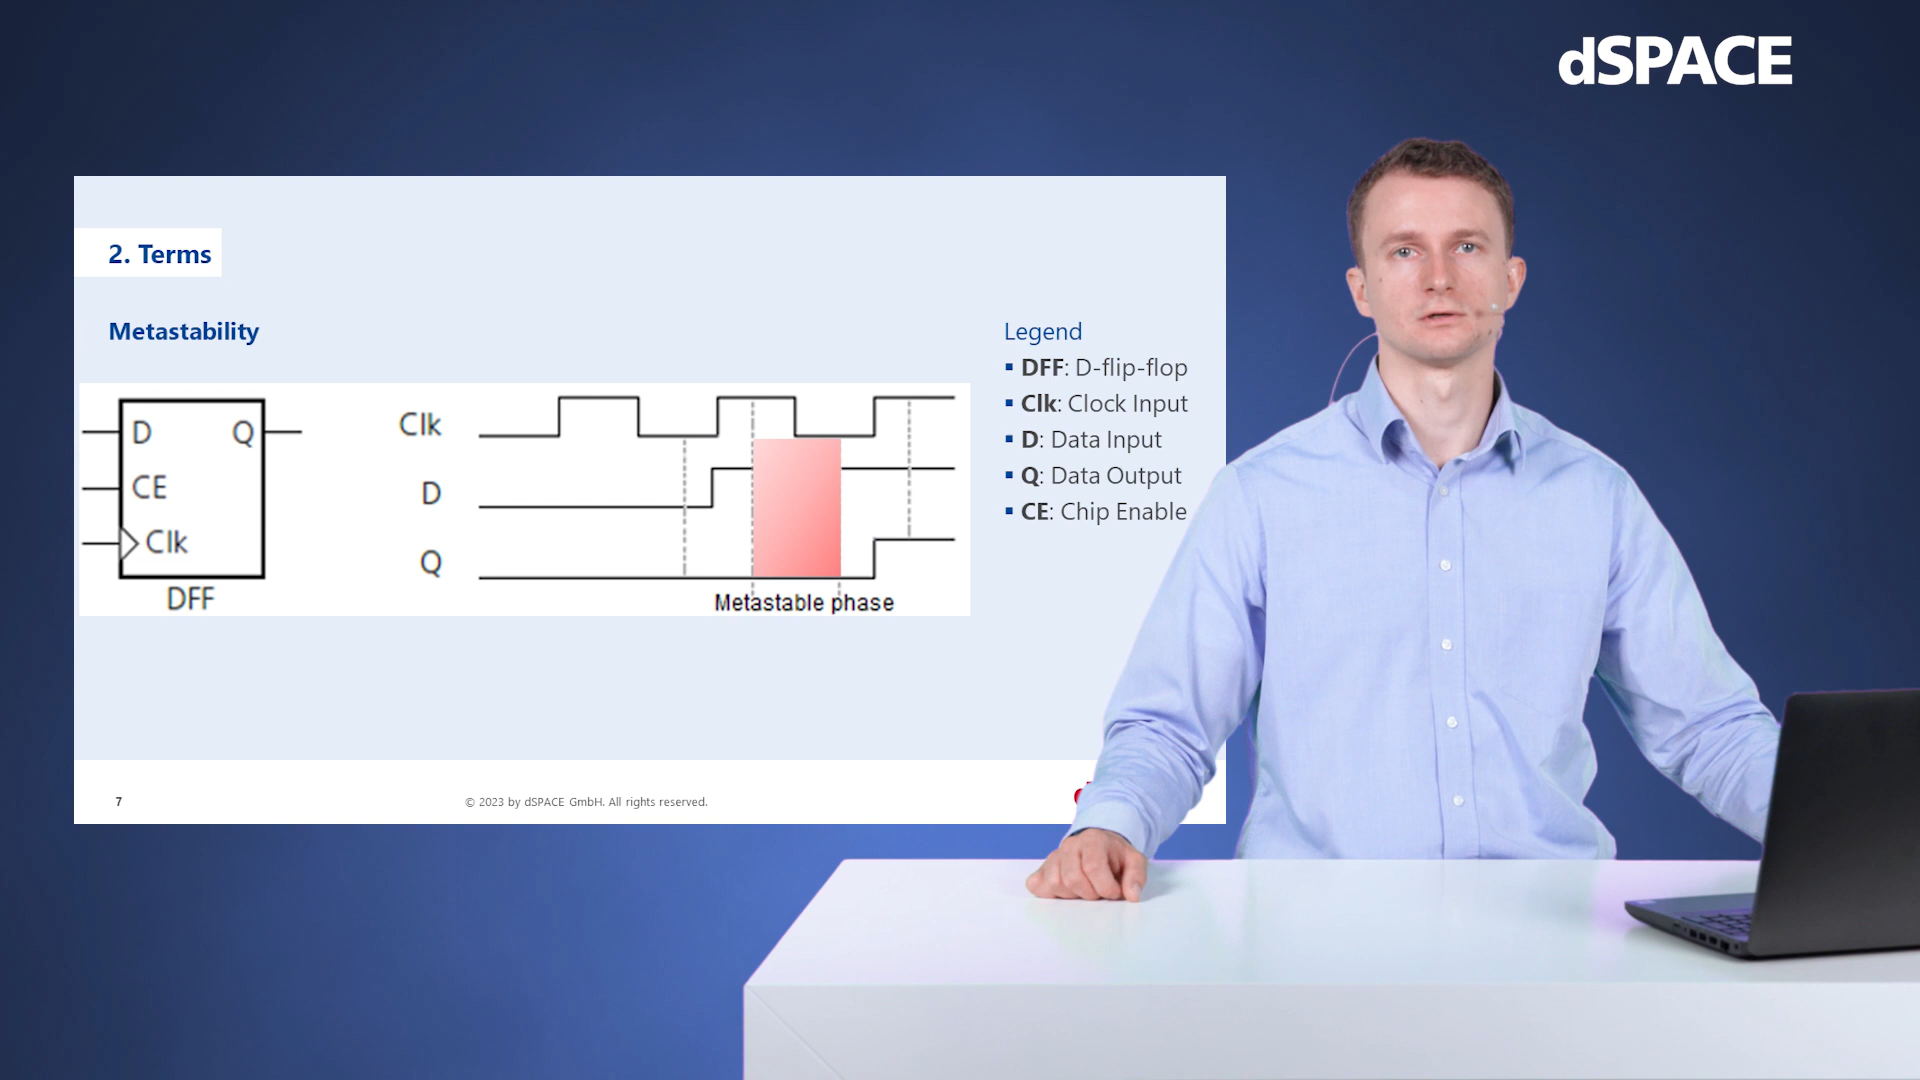 dSPACE
2. Terms
Metastability
D Q
CE
Clk
DFF
Clk
D
Q
Metastable phase
Legend
▪ DFF: D-flip-flop
▪ Clk: Clock Input
▪ D: Data Input
▪ Q: Data Output
▪ CE: Chip Enable
7
© 2023 by dSPACE GmbH. All rights reserved.